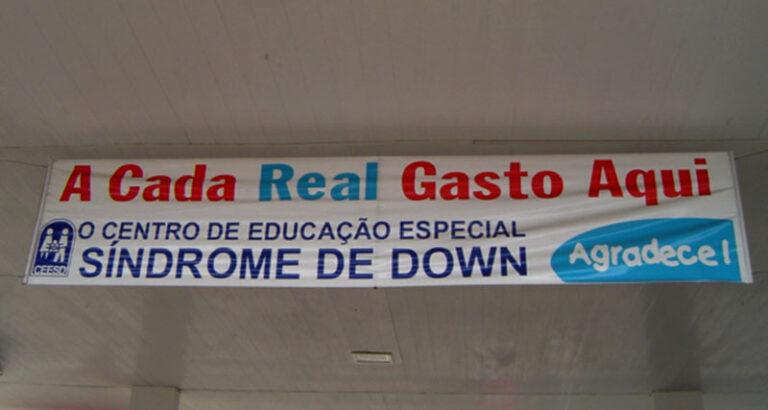 A Cada Real Gasto Aqui
O CENTRO DE EDUCAÇÃO ESPECIAL
SÍNDROME DE DOWN
Agradece!
CEESD